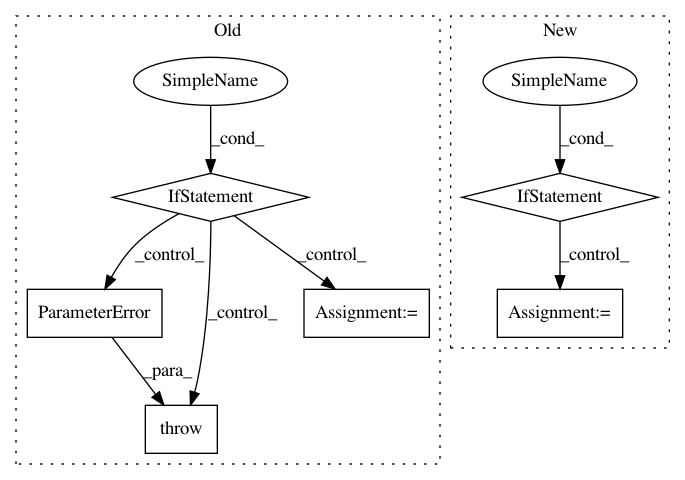 Old
New
SimpleName
SimpleName
_cond_
_cond_
IfStatement
IfStatement
_control_
_control_
_control_
_control_
ParameterError
Assignment:=
Assignment:=
_para_
throw